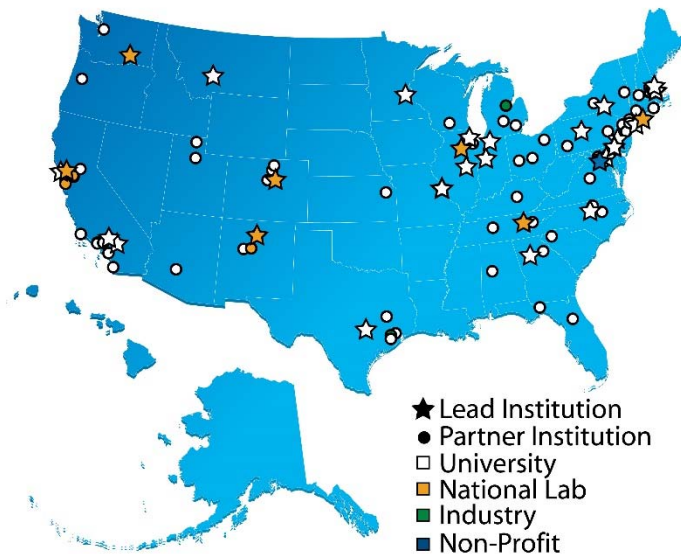 Lead Institution
Partner Institution
University
National Lab
Industry
Non-Profit